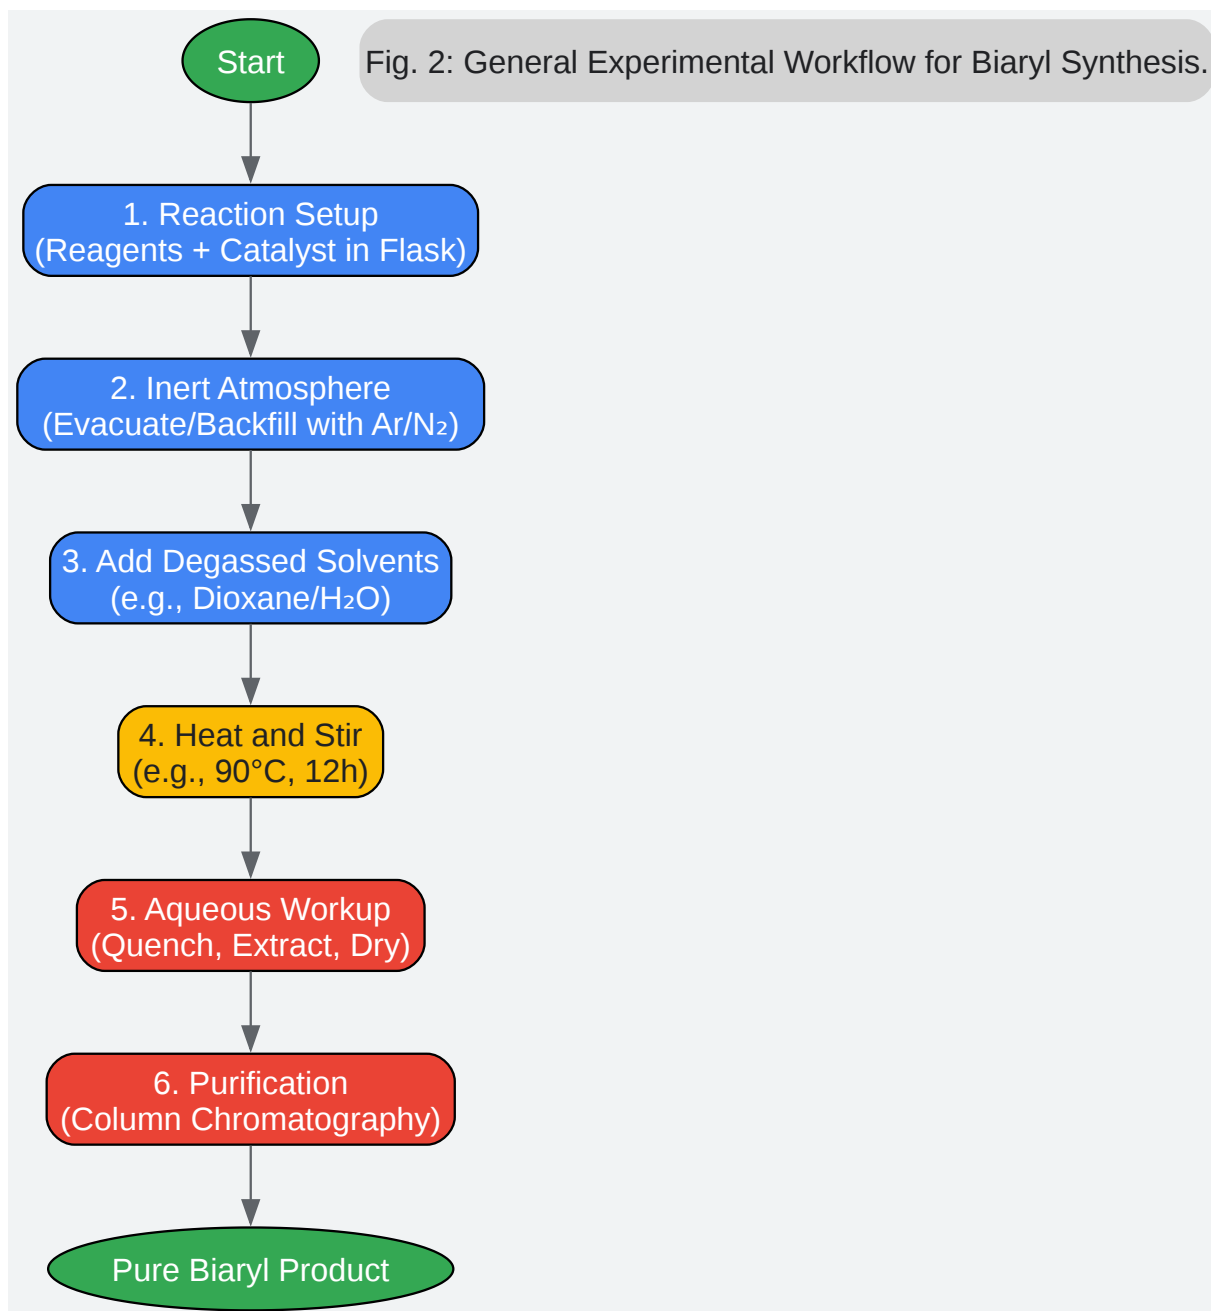 Start
Fig. 2: General Experimental Workflow for Biaryl Synthesis.
1. Reaction Setup
(Reagents + Catalyst in Flask)
2. Inert Atmosphere
(Evacuate/Backfill with Ar/N₂)
3. Add Degassed Solvents
(e.g., Dioxane/H₂O)
4. Heat and Stir
(e.g., 90°C, 12h)
5. Aqueous Workup
(Quench, Extract, Dry)
6. Purification
(Column Chromatography)
Pure Biaryl Product